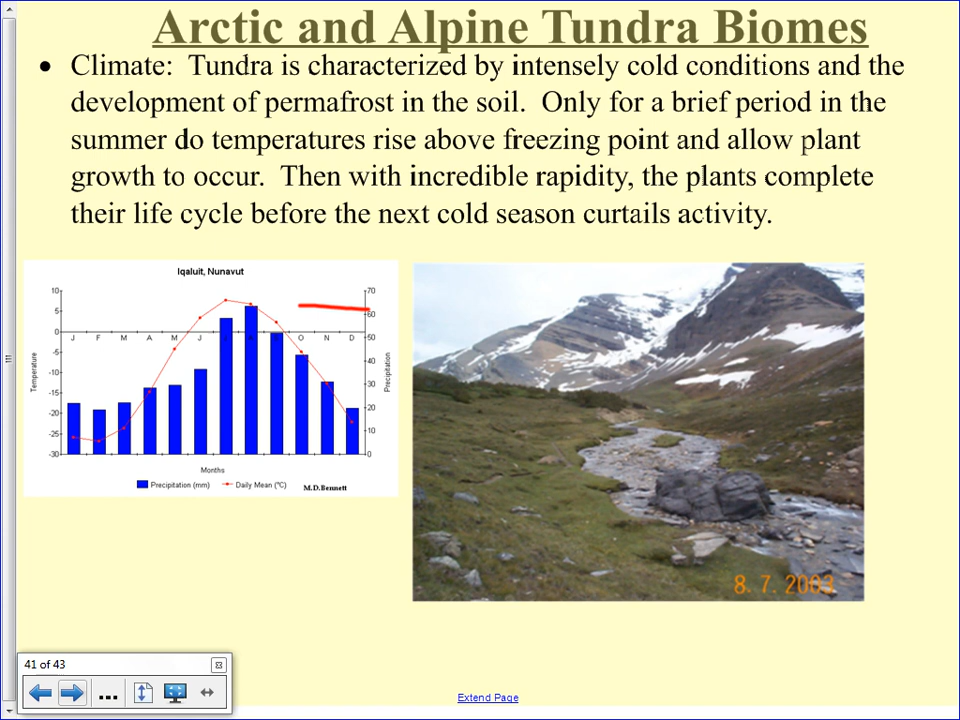 Arctic and Alpine Tundra Biomes
• Climate: Tundra is characterized by intensely cold conditions and the
development of permafrost in the soil. Only for a brief period in the
summer do temperatures rise above freezing point and allow plant
growth to occur. Then with incredible rapidity, the plants complete
their life cycle before the next cold season curtails activity.
Iqaluit, Nunavut
10
5
0
-5
-10
-15
-20
-25
-30
Temperature
J F M A M J O N D
70
60
50
40
30
20
10
0
Precipitation
Months
Precipitation (mm) Daily Mean (°C) M.D.Bennett
8. 7. 2003
41 of 43
...
Extend Page